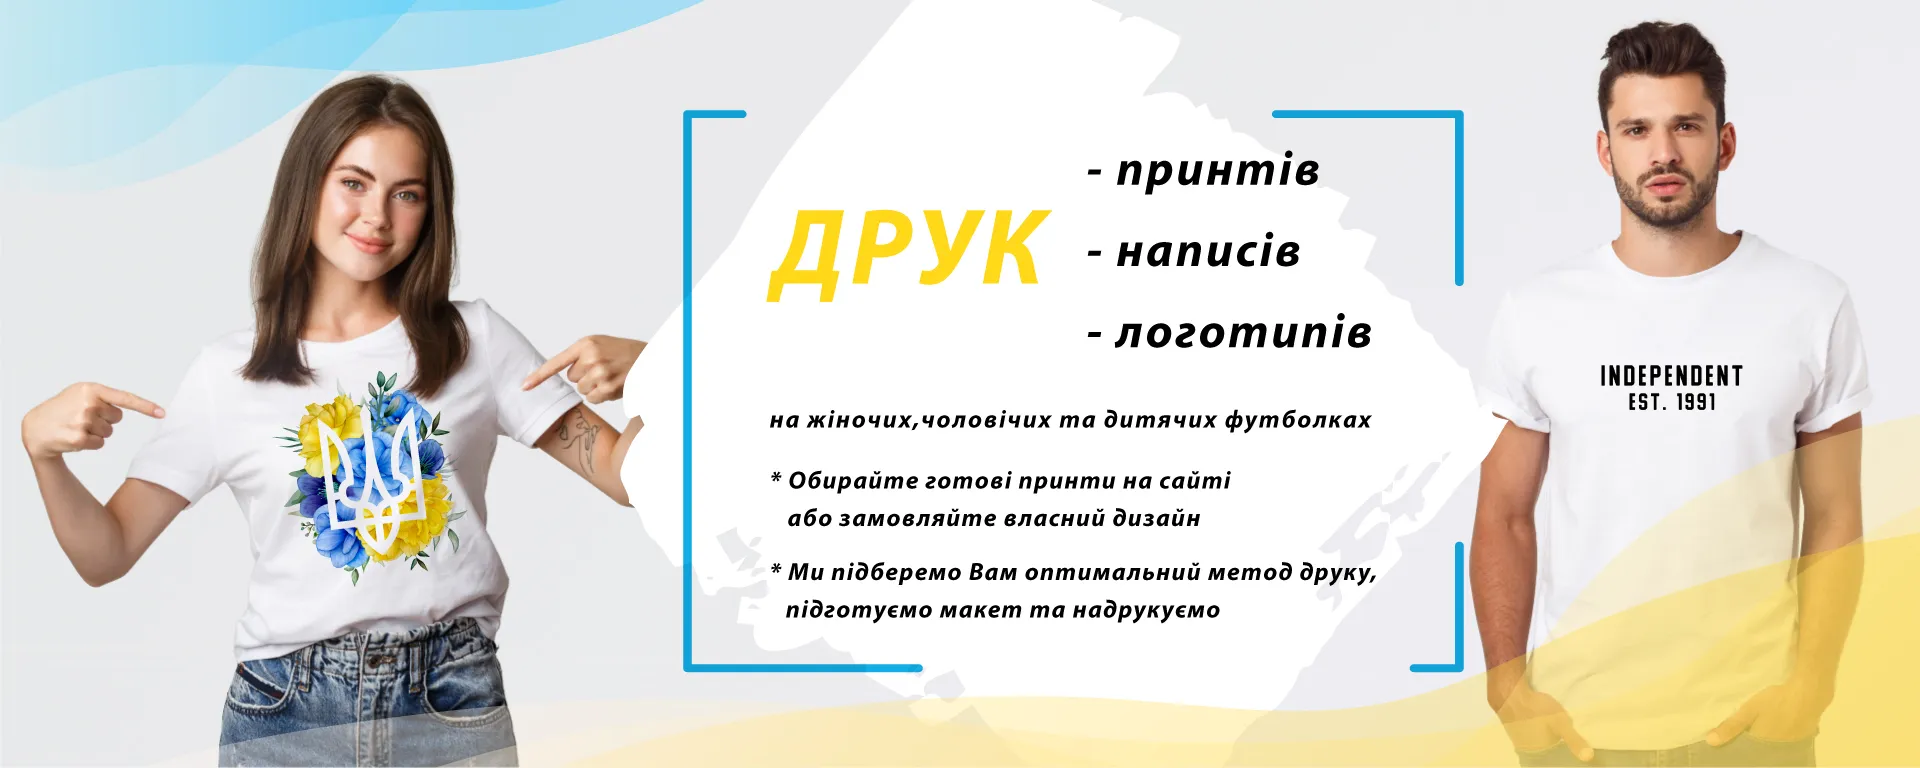 ДРУК
- принтів
- написів
- логотипів
на жіночих,чоловічих та дитячих футболках
* Обирайте готові принти на сайті
або замовляйте власний дизайн
* Ми підберемо Вам оптимальний метод друку,
підготуємо макет та надрукуємо
INDEPENDENT
EST. 1991